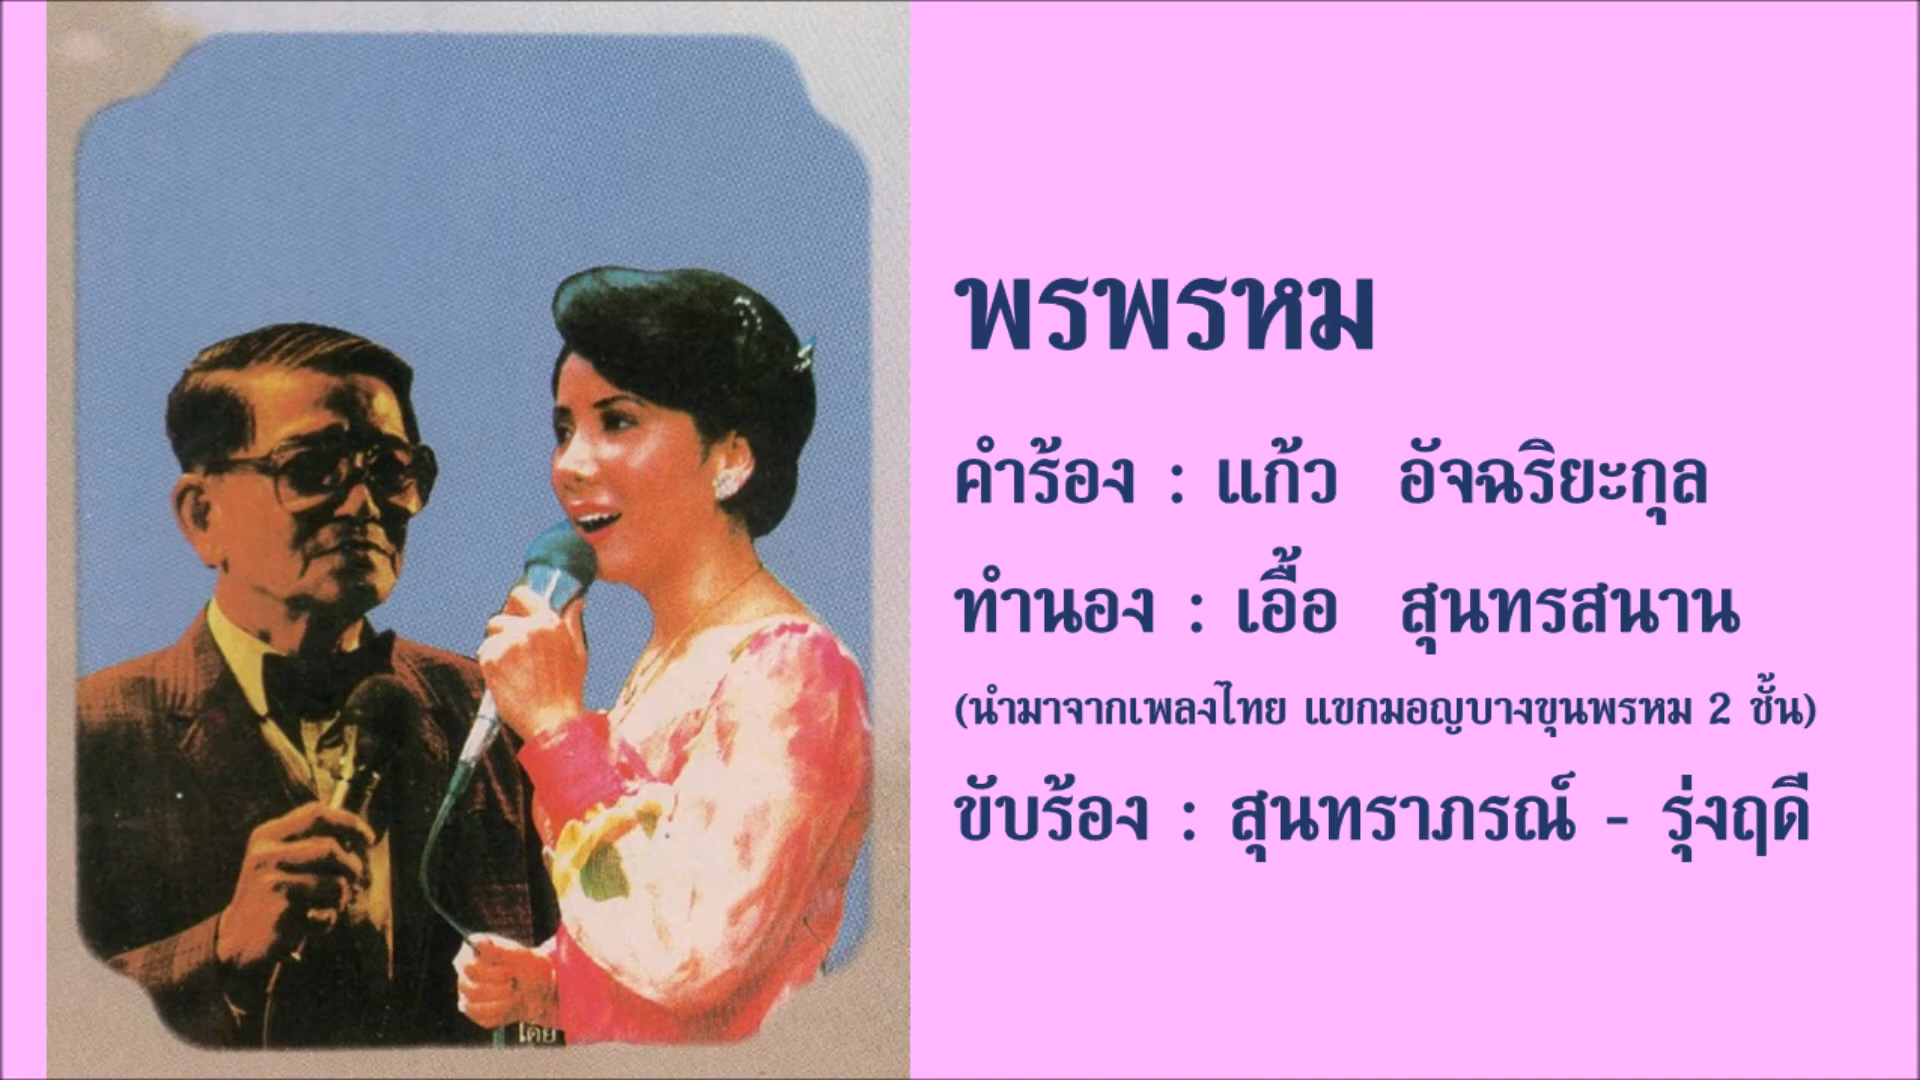 พรพรหม
คำร้อง : แก้ว อัจฉริยะกุล
ทำนอง : เอื้อ สุนทรสนาน
(นำมาจากเพลงไทย แขกมอญบางขุนพรหม 2 ชั้น)
ขับร้อง : สุนทราภรณ์ - รุ่งฤดี
โดย